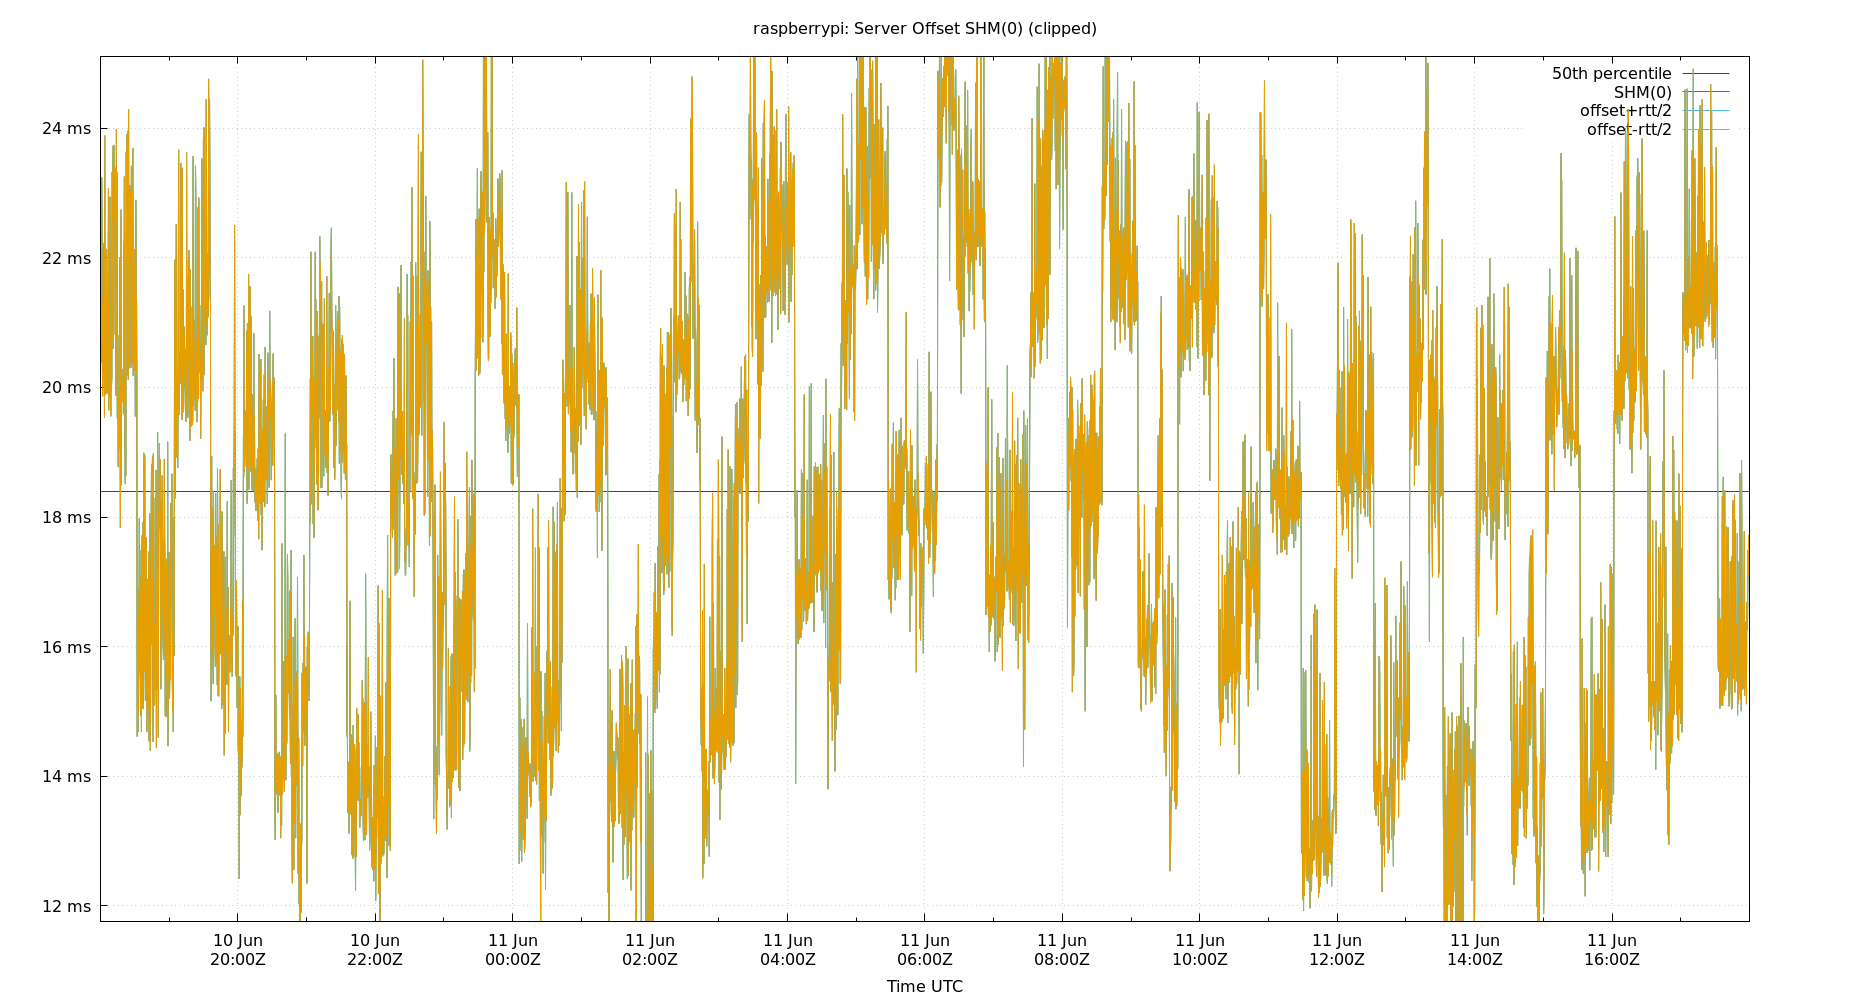 raspberrypi: Server Offset SHM(0) (clipped)
50th percentile
SHM(0)
offset+rtt/2
offset-rtt/2
24 ms
22 ms
20 ms
18 ms
16 ms
14 ms
12 ms
10 Jun 10 Jun 11 Jun 11 Jun 11 Jun 11 Jun 11 Jun 11 Jun 11 Jun 11 Jun 11 Jun
20:00Z 22:00Z 00:00Z 02:00Z 04:00Z 06:00Z 08:00Z 10:00Z 12:00Z 14:00Z 16:00Z
Time UTC